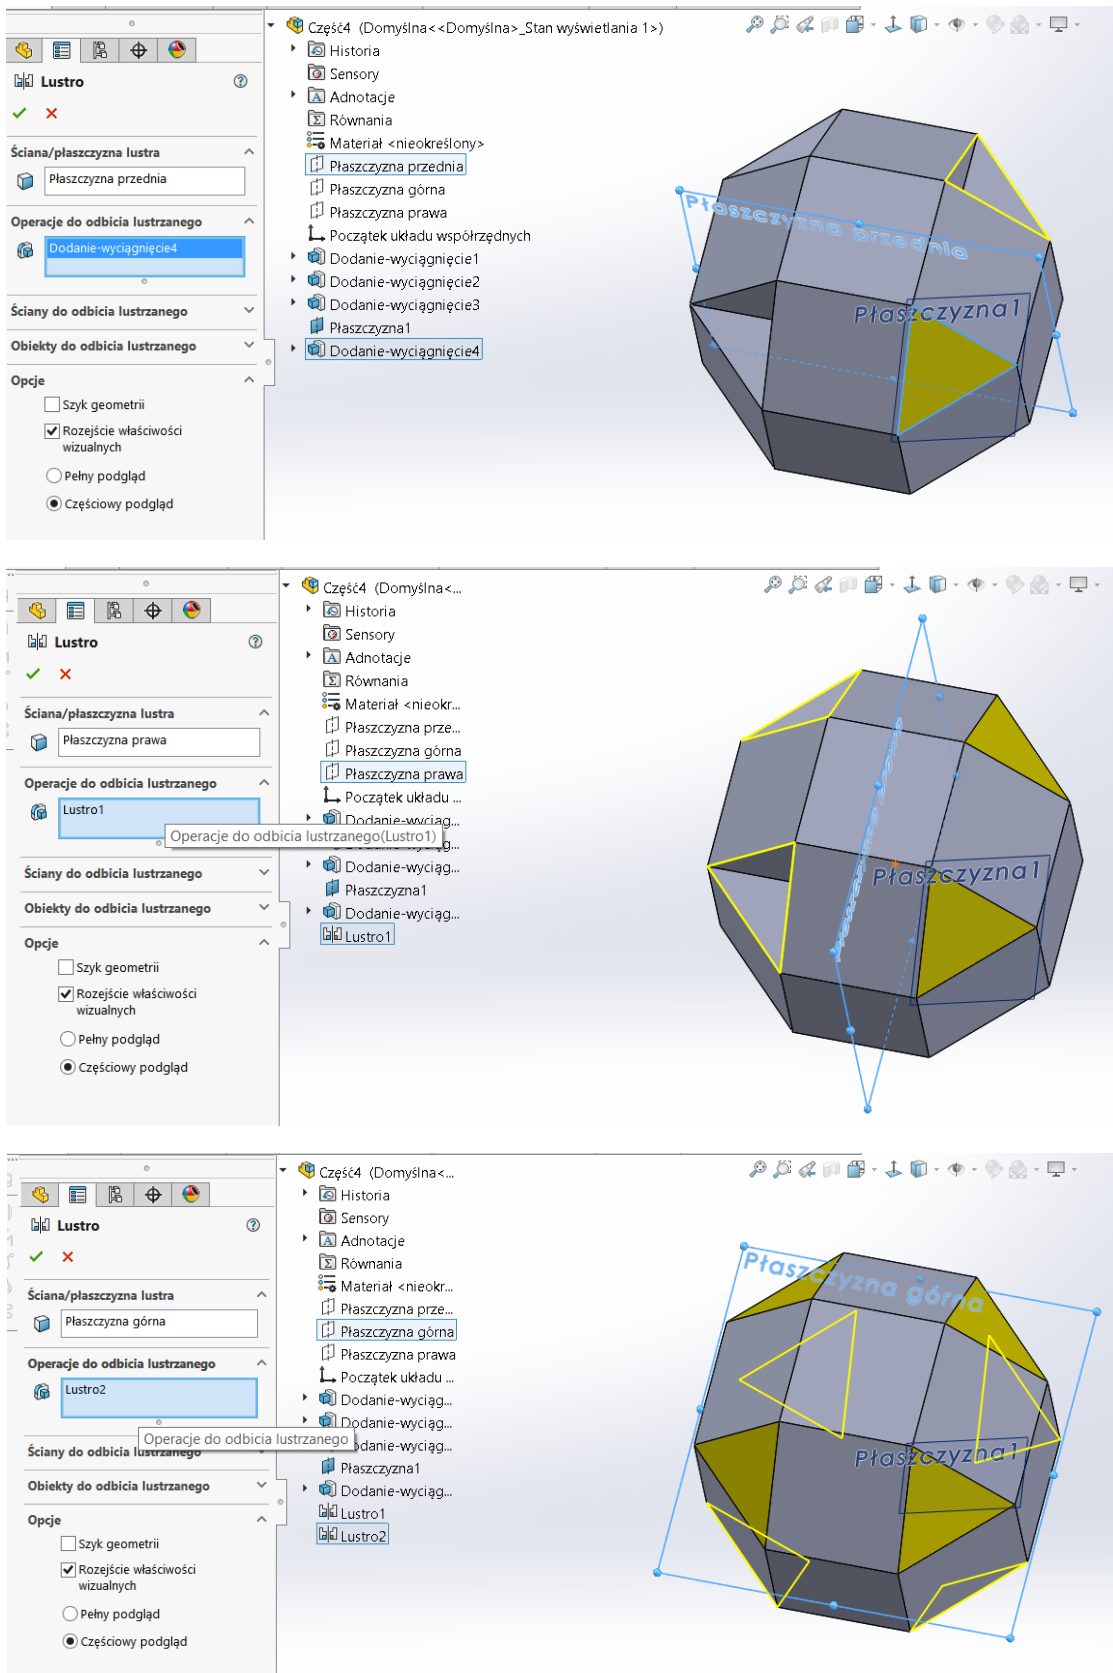 Część4  (Domyślna<<Domyślna>_Stan wyświetlania 1>)
Historia
Sensory
Adnotacje
Równania
Materiał <nieokreślony>
Płaszczyzna przednia
Płaszczyzna górna
Płaszczyzna prawa
Początek układu współrzędnych
Dodanie-wyciągnięcie1
Dodanie-wyciągnięcie2
Dodanie-wyciągnięcie3
Płaszczyzna1
Dodanie-wyciągnięcie4
Lustro
Ściana/płaszczyzna lustra
Płaszczyzna przednia
Operacje do odbicia lustrzanego
Dodanie-wyciągnięcie4
Ściany do odbicia lustrzanego
Obiekty do odbicia lustrzanego
Opcje
Szyk geometrii
Rozejście właściwości
wizualnych
Pełny podgląd
Częściowy podgląd
Płaszczyzna przednia
Płaszczyzna1
Część4  (Domyślna<...
Historia
Sensory
Adnotacje
Równania
Materiał <nieokr...
Płaszczyzna prze...
Płaszczyzna górna
Płaszczyzna prawa
Początek układu ...
Dodanie-wyciąg...
Dodanie-wyciąg...
Płaszczyzna1
Dodanie-wyciąg...
Lustro1
Lustro
Ściana/płaszczyzna lustra
Płaszczyzna prawa
Operacje do odbicia lustrzanego
Lustro1
Operacje do odbicia lustrzanego(Lustro1)
Ściany do odbicia lustrzanego
Obiekty do odbicia lustrzanego
Opcje
Szyk geometrii
Rozejście właściwości
wizualnych
Pełny podgląd
Częściowy podgląd
Płaszczyzna1
Część4  (Domyślna<...
Historia
Sensory
Adnotacje
Równania
Materiał <nieokr...
Płaszczyzna prze...
Płaszczyzna górna
Płaszczyzna prawa
Początek układu ...
Dodanie-wyciąg...
Dodanie-wyciąg...
odanie-wyciąg...
Płaszczyzna1
Dodanie-wyciąg...
Lustro1
Lustro2
Lustro
Ściana/płaszczyzna lustra
Płaszczyzna górna
Operacje do odbicia lustrzanego
Lustro2
Operacje do odbicia lustrzanego
Ściany do odbicia lustrzanego
Obiekty do odbicia lustrzanego
Opcje
Szyk geometrii
Rozejście właściwości
wizualnych
Pełny podgląd
Częściowy podgląd
Płaszczyzna górna
Płaszczyzna1